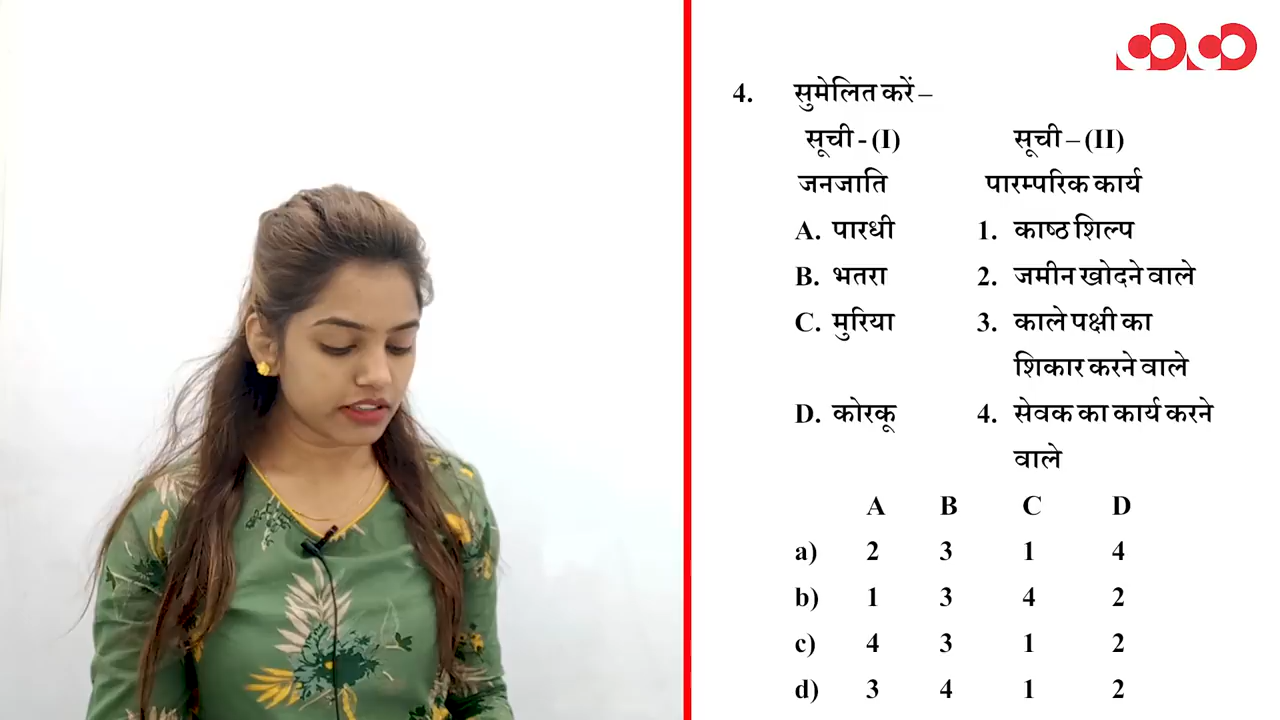 4. सुमेलित करें –
सूची - (I) सूची – (II)
जनजाति पारम्परिक कार्य
A. पारधी 1. काष्ठ शिल्प
B. भतरा 2. जमीन खोदने वाले
C. मुरिया 3. काले पक्षी का
शिकार करने वाले
D. कोरकू 4. सेवक का कार्य करने
वाले
A B C D
a) 2 3 1 4
b) 1 3 4 2
c) 4 3 1 2
d) 3 4 1 2